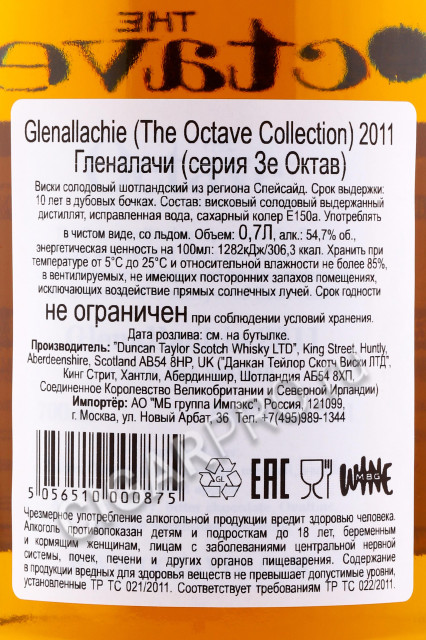 THE
Octave
Glenallachie (The Octave Collection) 2011
Гленалачи (серия Зе Октав)
Виски солодовый шотландский из региона Спейсайд. Срок выдержки:
10 лет в дубовых бочках. Состав: висковый солодовый выдержанный
дистиллят, исправленная вода, сахарный колер Е150а. Употреблять
в чистом виде, со льдом. Объем: 0,7Л, алк.: 54,7% об.,
энергетическая ценность на 100мл: 1282кДж/306,3 ккал. Хранить при
температуре от 5°С до 25°С и относительной влажности не более 85%,
в вентилируемых, не имеющих посторонних запахов помещениях,
исключающих воздействие прямых солнечных лучей. Срок годности
не ограничен при соблюдении условий хранения.
Дата розлива: см. на бутылке.
Производитель: "Duncan Taylor Scotch Whisky LTD", King Street, Huntly,
Aberdeenshire, Scotland AB54 8HP, UK ("Данкан Тейлор Скотч Виски ЛТД",
Кинг Стрит, Хантли, Абердиншир, Шотландия АБ54 8ХП,
Соединенное Королевство Великобритании и Северной Ирландии)
Импортёр: АО "МБ группа Импэкс", Россия, 121099,
г. Москва, ул. Новый Арбат, 36 Тел. +7(495)989-1344
GL
EAC
WINE
MBG
5 056510 000875
Чрезмерное употребление алкогольной продукции вредит здоровью человека.
Алкоголь противопоказан детям и подросткам до 18 лет, беременным
и кормящим женщинам, лицам с заболеваниями центральной нервной
системы, почек, печени и других органов пищеварения. Содержание
в продукции вредных для здоровья веществ не превышает допустимые уровни,
установленные ТР ТС 021/2011. Соответствует требованиям ТР ТС 022/2011.